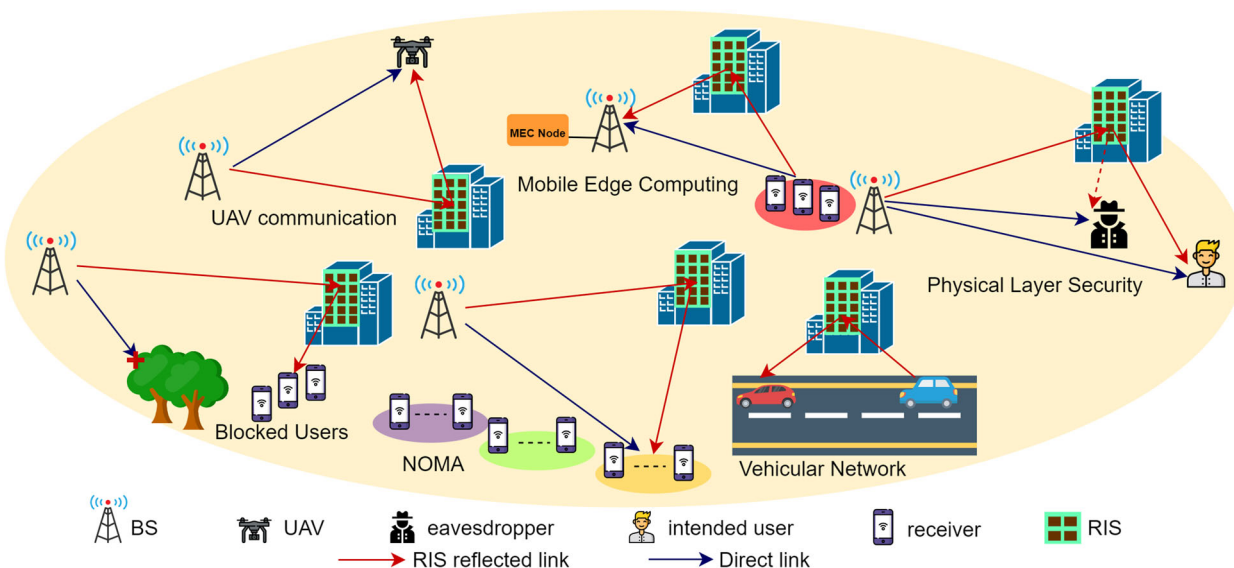 MEC Node
Mobile Edge Computing
UAV communication
Physical Layer Security
Blocked Users
NOMA
Vehicular Network
BS
UAV
eavesdropper
intended user
receiver
RIS
RIS reflected link
Direct link